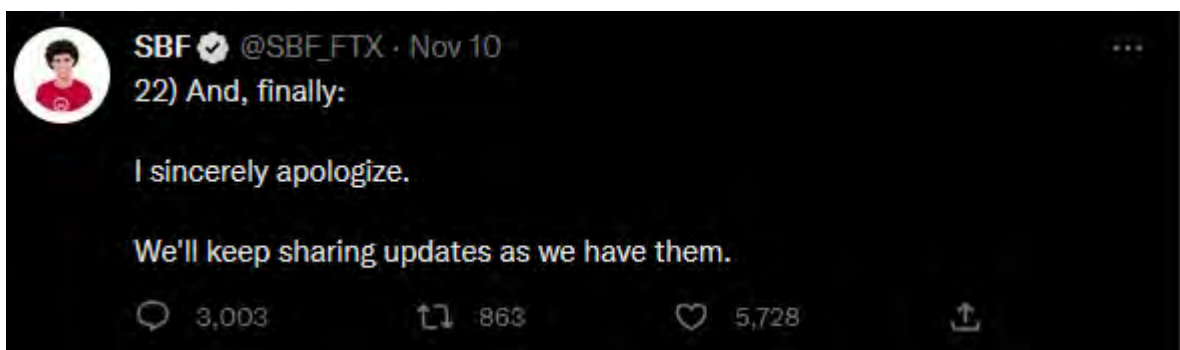 SBF @SBF_FTX · Nov 10
22) And, finally:
I sincerely apologize.
We'll keep sharing updates as we have them.
3,003 863 5,728